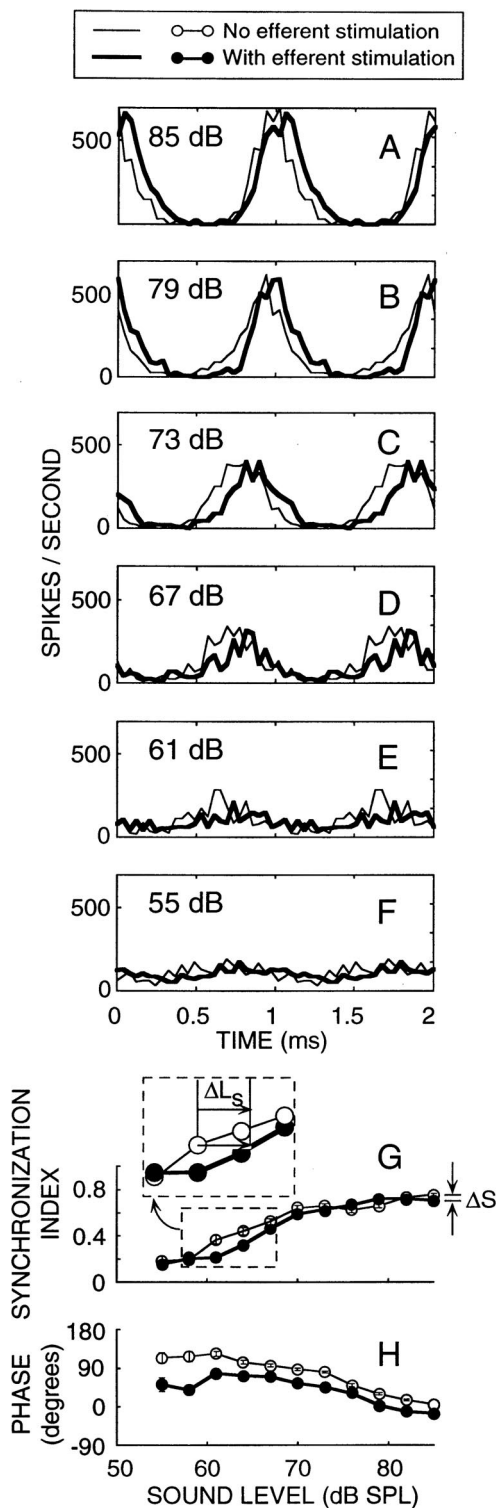 No efferent stimulation
With efferent stimulation
85 dB
A
500
0
79 dB
B
500
0
73 dB
C
500
0
67 dB
D
500
0
61 dB
E
500
0
55 dB
F
500
0
0 0.5 1 1.5 2
TIME (ms)
SPIKES / SECOND
ΔLS
G
0.8
0.4
0
ΔS
SYNCHRONIZATION
INDEX
H
180
90
0
-90
PHASE
(degrees)
50 60 70 80
SOUND LEVEL (dB SPL)